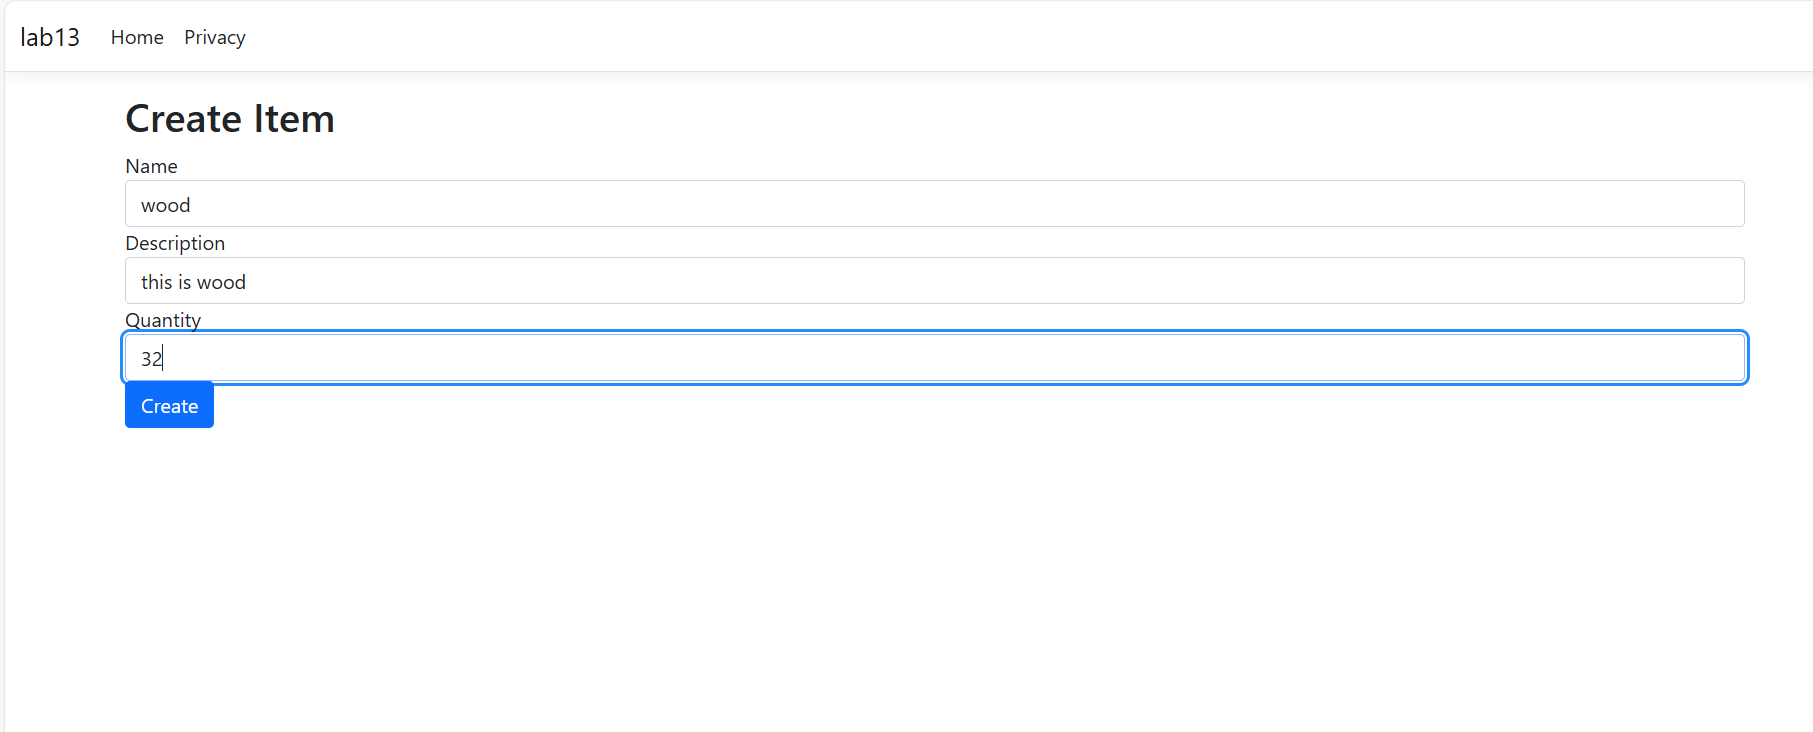 lab13 Home Privacy
Create Item
Name
wood
Description
this is wood
Quantity
32
Create